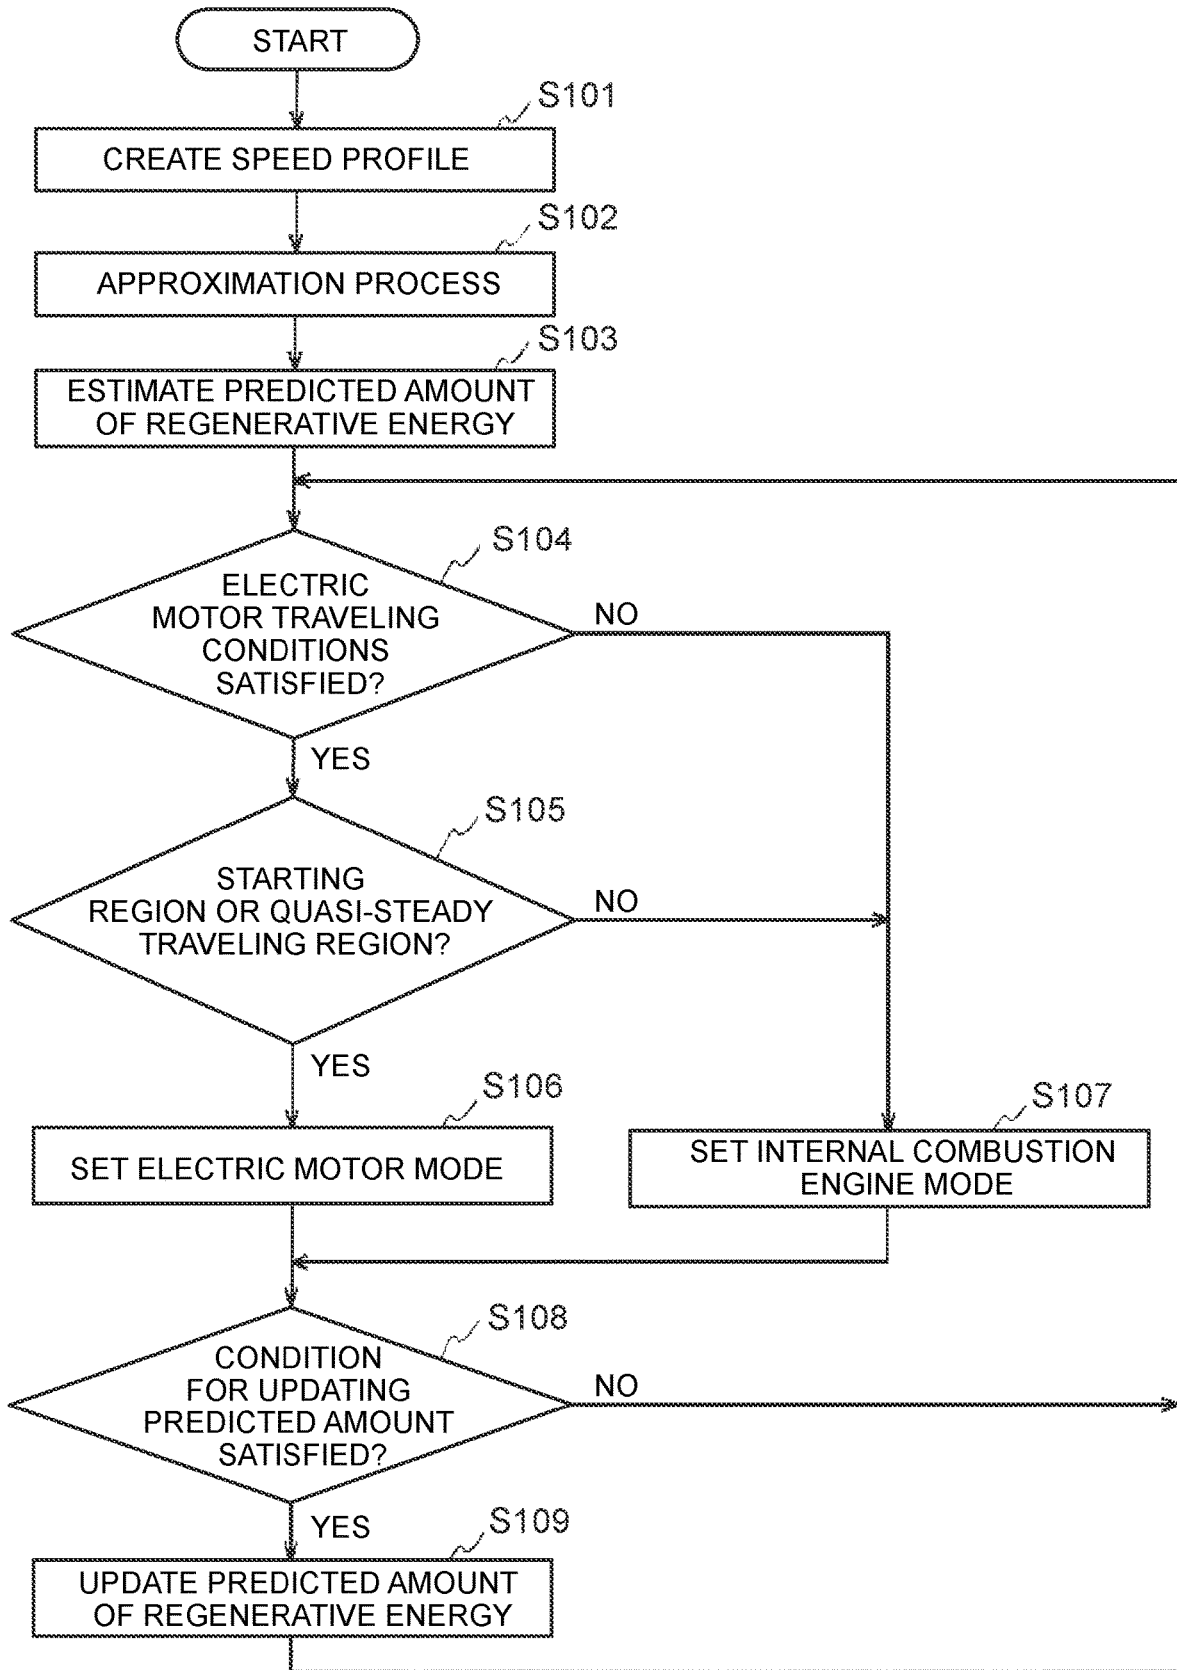 START
S101
CREATE SPEED PROFILE
S102
APPROXIMATION PROCESS
S103
ESTIMATE PREDICTED AMOUNT
OF REGENERATIVE ENERGY
S104
ELECTRIC
MOTOR TRAVELING
CONDITIONS
SATISFIED?
NO
YES
S105
STARTING
REGION OR QUASI-STEADY
TRAVELING REGION?
NO
YES
S106
SET ELECTRIC MOTOR MODE
S107
SET INTERNAL COMBUSTION
ENGINE MODE
S108
CONDITION
FOR UPDATING
PREDICTED AMOUNT
SATISFIED?
NO
YES
S109
UPDATE PREDICTED AMOUNT
OF REGENERATIVE ENERGY